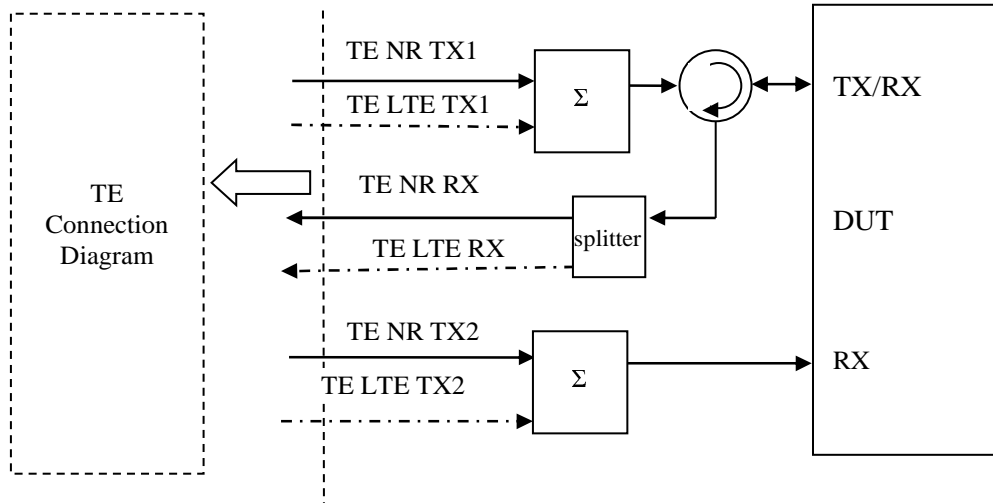 TE
Connection
Diagram
TE NR TX1
TE LTE TX1
Σ
TE NR RX
TE LTE RX
splitter
TE NR TX2
TE LTE TX2
Σ
TX/RX
DUT
RX